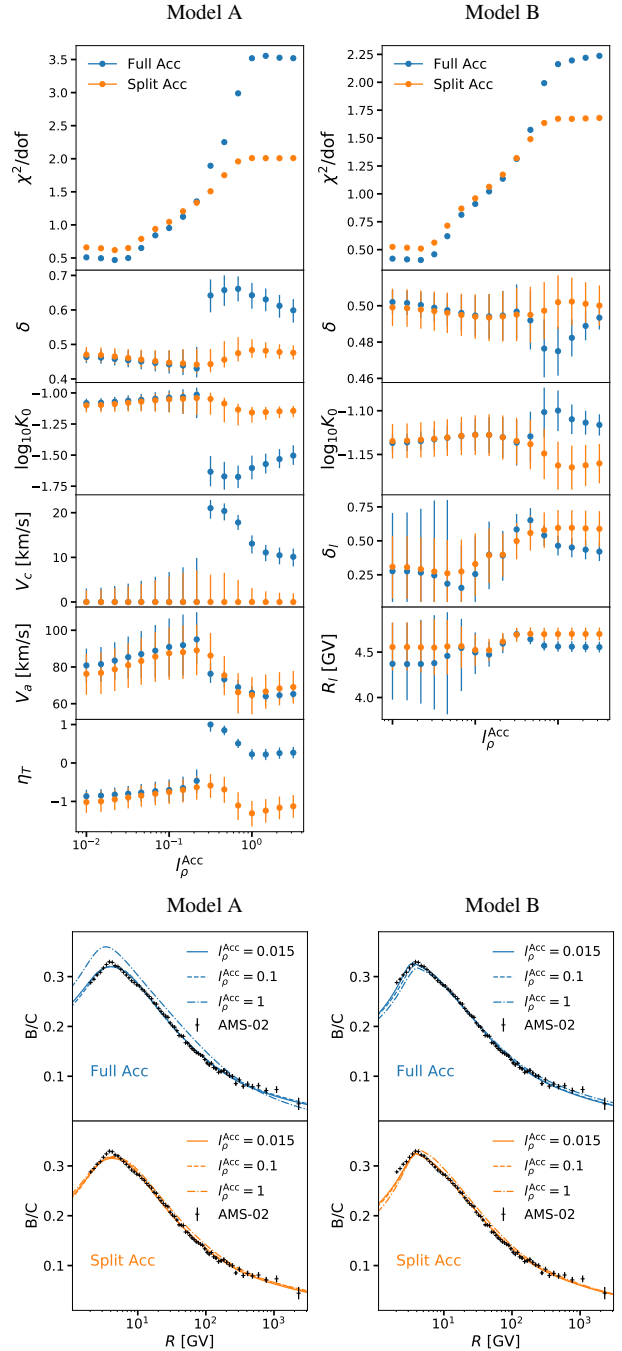 Model A
Model B
3.5
3.0
2.5
2.0
1.5
1.0
0.5
χ²/dof
Full Acc
Split Acc
2.25
2.00
1.75
1.50
1.25
1.00
0.75
0.50
χ²/dof
Full Acc
Split Acc
0.7
0.6
0.5
0.4
δ
0.50
0.48
0.46
δ
−1.00
−1.25
−1.50
−1.75
log₁₀K₀
−1.10
−1.15
log₁₀K₀
20
10
0
V_c [km/s]
0.75
0.50
0.25
δ_l
100
80
60
V_a [km/s]
4.5
4.0
R_l [GV]
l_ρ^Acc
1
0
−1
η_T
10⁻² 10⁻¹ 10⁰
l_ρ^Acc
Model A
Model B
0.3
0.2
0.1
B/C
l_ρ^Acc = 0.015
l_ρ^Acc = 0.1
l_ρ^Acc = 1
AMS-02
Full Acc
0.3
0.2
0.1
B/C
l_ρ^Acc = 0.015
l_ρ^Acc = 0.1
l_ρ^Acc = 1
AMS-02
Full Acc
0.3
0.2
0.1
B/C
l_ρ^Acc = 0.015
l_ρ^Acc = 0.1
l_ρ^Acc = 1
AMS-02
Split Acc
10¹ 10² 10³
R [GV]
0.3
0.2
0.1
B/C
l_ρ^Acc = 0.015
l_ρ^Acc = 0.1
l_ρ^Acc = 1
AMS-02
Split Acc
10¹ 10² 10³
R [GV]